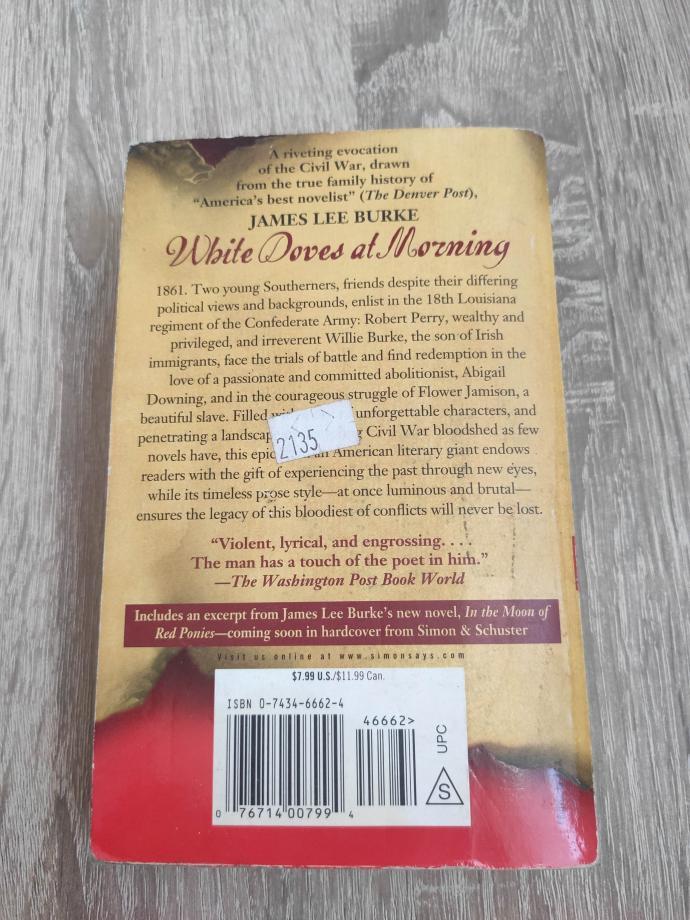 A riveting evocation
of the Civil War, drawn
from the true family history of
“America's best novelist” (The Denver Post),
JAMES LEE BURKE
White Doves at Morning
1861. Two young Southerners, friends despite their differing
political views and backgrounds, enlist in the 18th Louisiana
regiment of the Confederate Army: Robert Perry, wealthy and
privileged, and irreverent Willie Burke, the son of Irish
immigrants, face the trials of battle and find redemption in the
love of a passionate and committed abolitionist, Abigail
Downing, and in the courageous struggle of Flower Jamison, a
beautiful slave. Filled unforgettable characters, and
penetrating a Civil War bloodshed as few
2135
novels have, this American literary giant endows
readers with the gift of experiencing the past through new eyes,
while its timeless prose style—at once luminous and brutal—
ensures the legacy of this bloodiest of conflicts will never be lost.
“Violent, lyrical, and engrossing. . . .
The man has a touch of the poet in him.”
—The Washington Post Book World
Includes an excerpt from James Lee Burke's new novel, In the Moon of
Red Ponies—coming soon in hardcover from Simon & Schuster
Visit us online at www.simonsays.com
$7.99 U.S./$11.99 Can.
ISBN 0-7434-6662-4
46662>
UPC
S
0 76714 00799 4